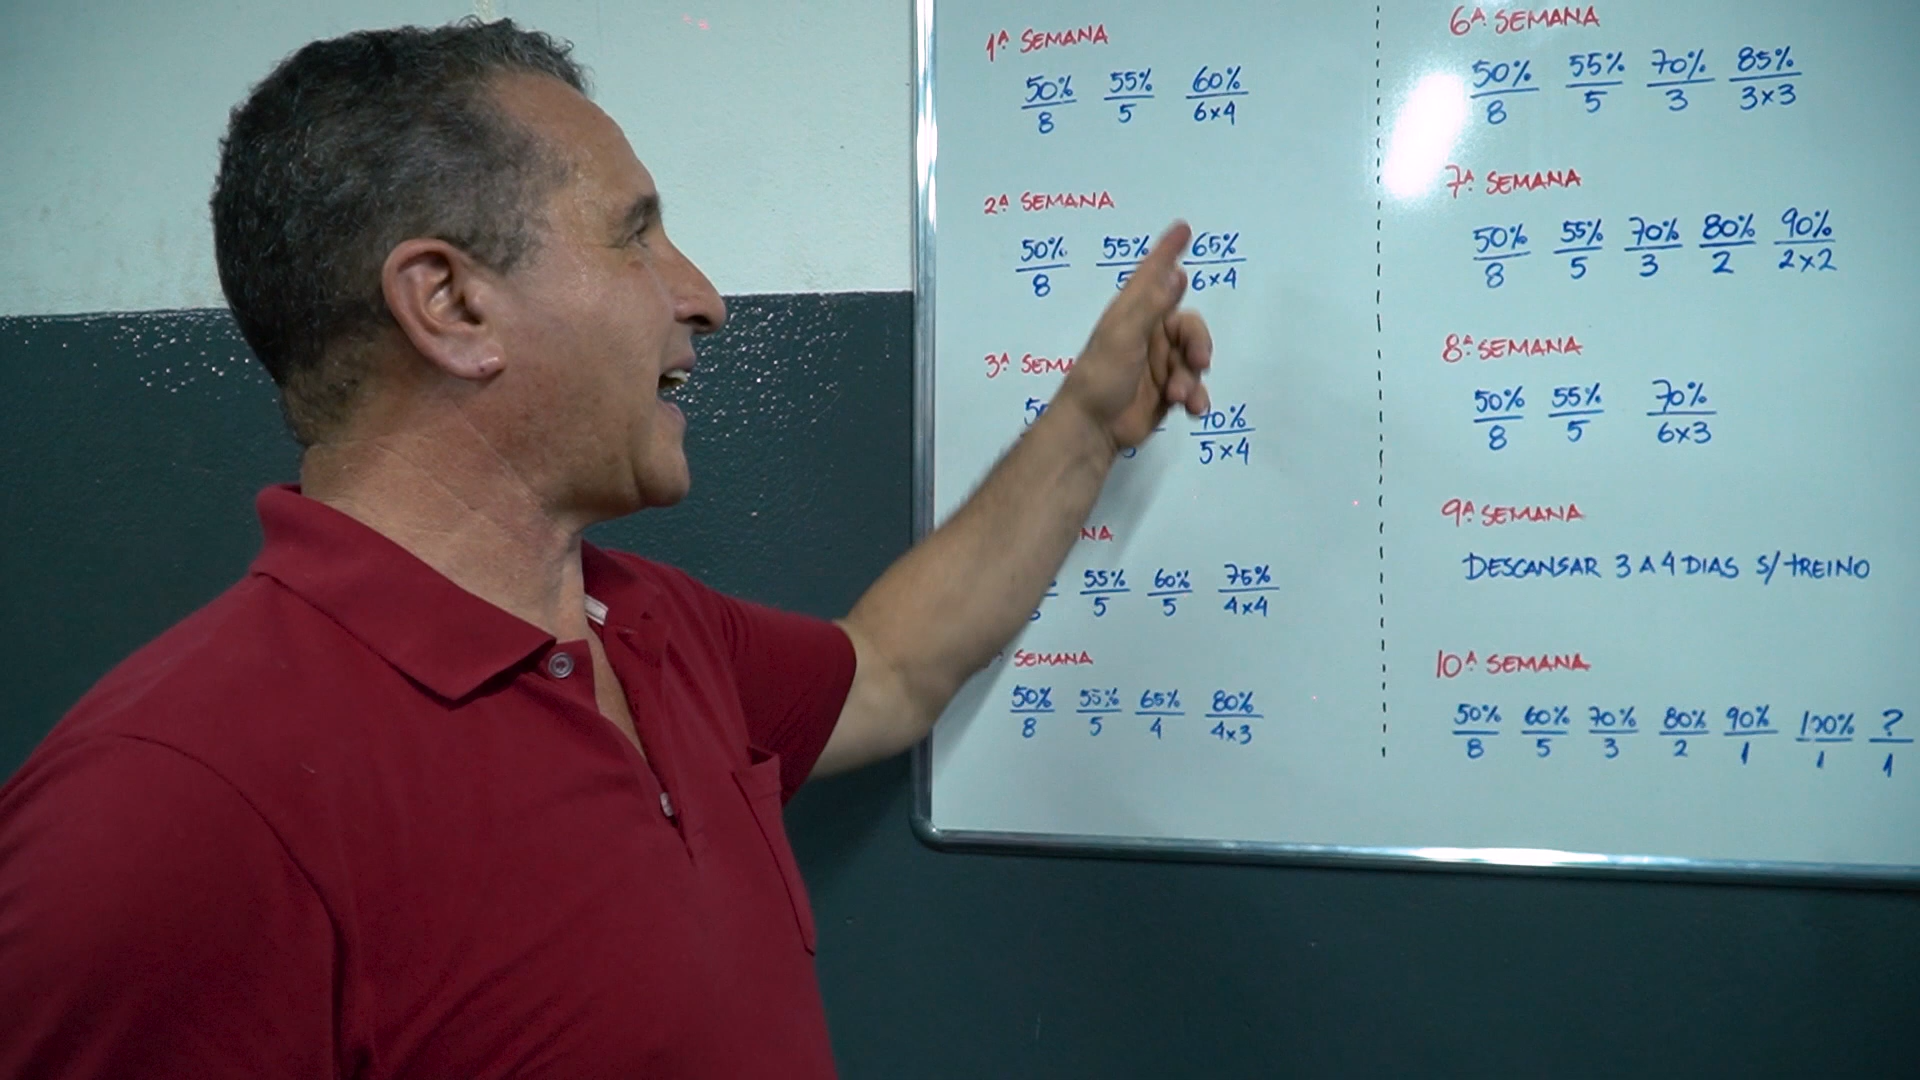 1ª SEMANA
50% 55% 60%
8 5 6x4
2ª SEMANA
50% 55% 65%
8 6x4
3ª
70%
5x4
55% 60% 75%
5 5 4x4
SEMANA
50% 55% 65% 80%
8 5 4 4x3
6ª SEMANA
50% 55% 70% 85%
8 5 3 3x3
7ª SEMANA
50% 55% 70% 80% 90%
8 5 3 2 2x2
8ª SEMANA
50% 55% 70%
8 5 6x3
9ª SEMANA
DESCANSAR 3 A 4 DIAS S/ TREINO
10ª SEMANA
50% 60% 70% 80% 90% 100% ?
8 5 3 2 1 1 1